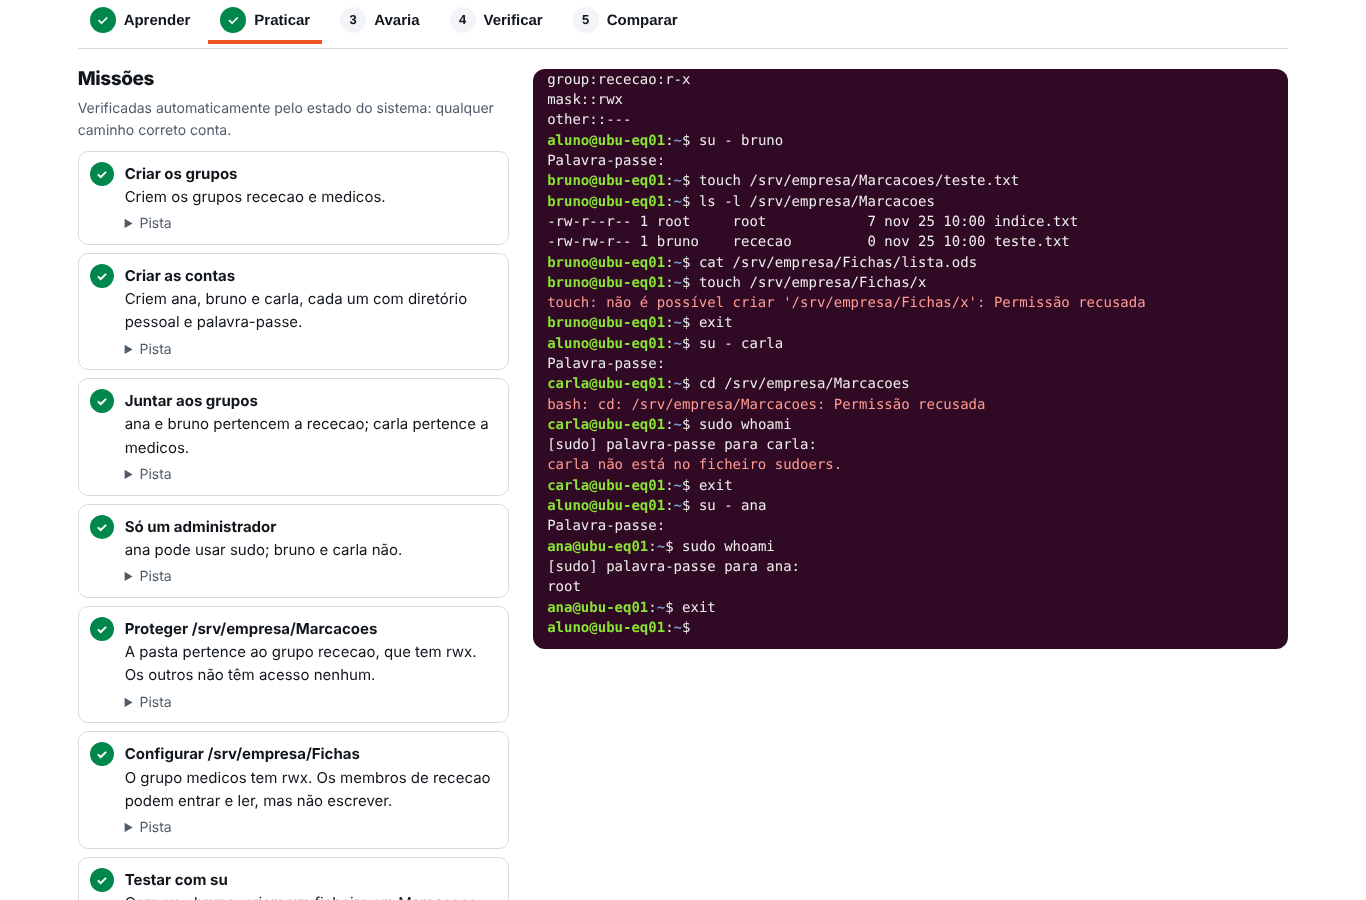 Aprender
Praticar
3 Avaria
4 Verificar
5 Comparar
Missões
Verificadas automaticamente pelo estado do sistema: qualquer
caminho correto conta.
Criar os grupos
Criem os grupos rececao e medicos.
Pista
Criar as contas
Criem ana, bruno e carla, cada um com diretório
pessoal e palavra-passe.
Pista
Juntar aos grupos
ana e bruno pertencem a rececao; carla pertence a
medicos.
Pista
Só um administrador
ana pode usar sudo; bruno e carla não.
Pista
Proteger /srv/empresa/Marcacoes
A pasta pertence ao grupo rececao, que tem rwx.
Os outros não têm acesso nenhum.
Pista
Configurar /srv/empresa/Fichas
O grupo medicos tem rwx. Os membros de rececao
podem entrar e ler, mas não escrever.
Pista
Testar com su
group:rececao:r-x
mask::rwx
other::---
aluno@ubu-eq01:~$ su - bruno
Palavra-passe:
bruno@ubu-eq01:~$ touch /srv/empresa/Marcacoes/teste.txt
bruno@ubu-eq01:~$ ls -l /srv/empresa/Marcacoes
-rw-r--r-- 1 root     root            7 nov 25 10:00 indice.txt
-rw-rw-r-- 1 bruno    rececao         0 nov 25 10:00 teste.txt
bruno@ubu-eq01:~$ cat /srv/empresa/Fichas/lista.ods
bruno@ubu-eq01:~$ touch /srv/empresa/Fichas/x
touch: não é possível criar '/srv/empresa/Fichas/x': Permissão recusada
bruno@ubu-eq01:~$ exit
aluno@ubu-eq01:~$ su - carla
Palavra-passe:
carla@ubu-eq01:~$ cd /srv/empresa/Marcacoes
bash: cd: /srv/empresa/Marcacoes: Permissão recusada
carla@ubu-eq01:~$ sudo whoami
[sudo] palavra-passe para carla:
carla não está no ficheiro sudoers.
carla@ubu-eq01:~$ exit
aluno@ubu-eq01:~$ su - ana
Palavra-passe:
ana@ubu-eq01:~$ sudo whoami
[sudo] palavra-passe para ana:
root
ana@ubu-eq01:~$ exit
aluno@ubu-eq01:~$